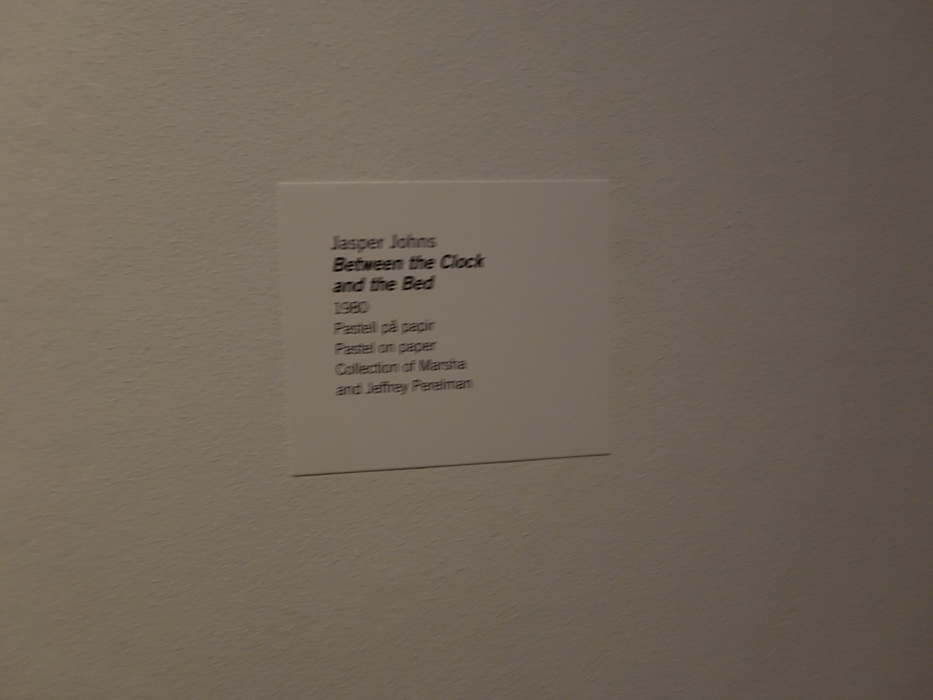 Jasper Johns
Between the Clock
and the Bed
1980
Pastell på papir
Pastel on paper
Collection of Marsha
and Jeffrey Perelman